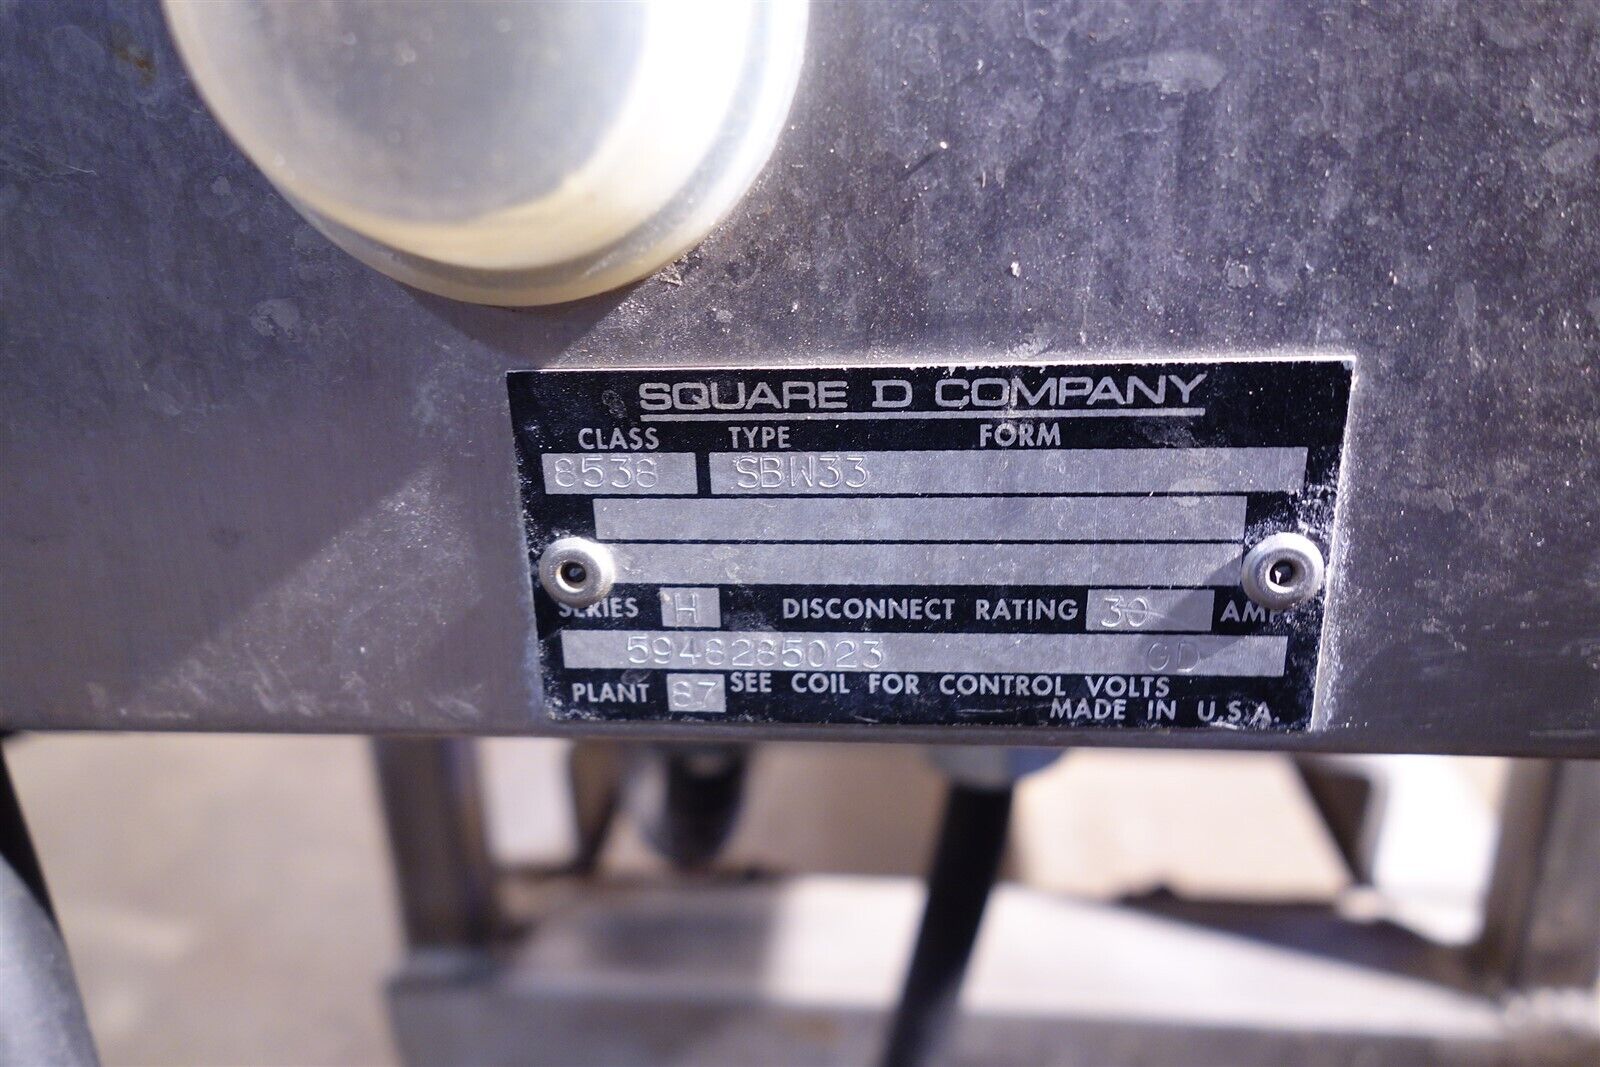 SQUARE D COMPANY
CLASS TYPE FORM
8538 SBW33
SERIES H DISCONNECT RATING 30 AMP
5948285023 GD
PLANT 87 SEE COIL FOR CONTROL VOLTS
MADE IN U.S.A.